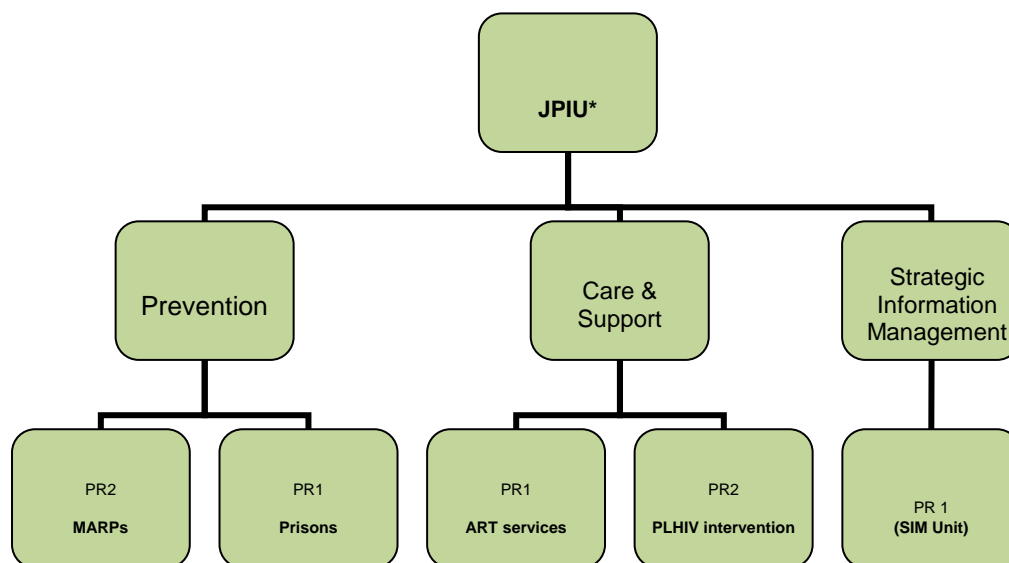 JPIU*
Prevention
Care &
Support
Strategic
Information
Management
PR2
MARPs
PR1
Prisons
PR1
ART services
PR2
PLHIV intervention
PR 1
(SIM Unit)